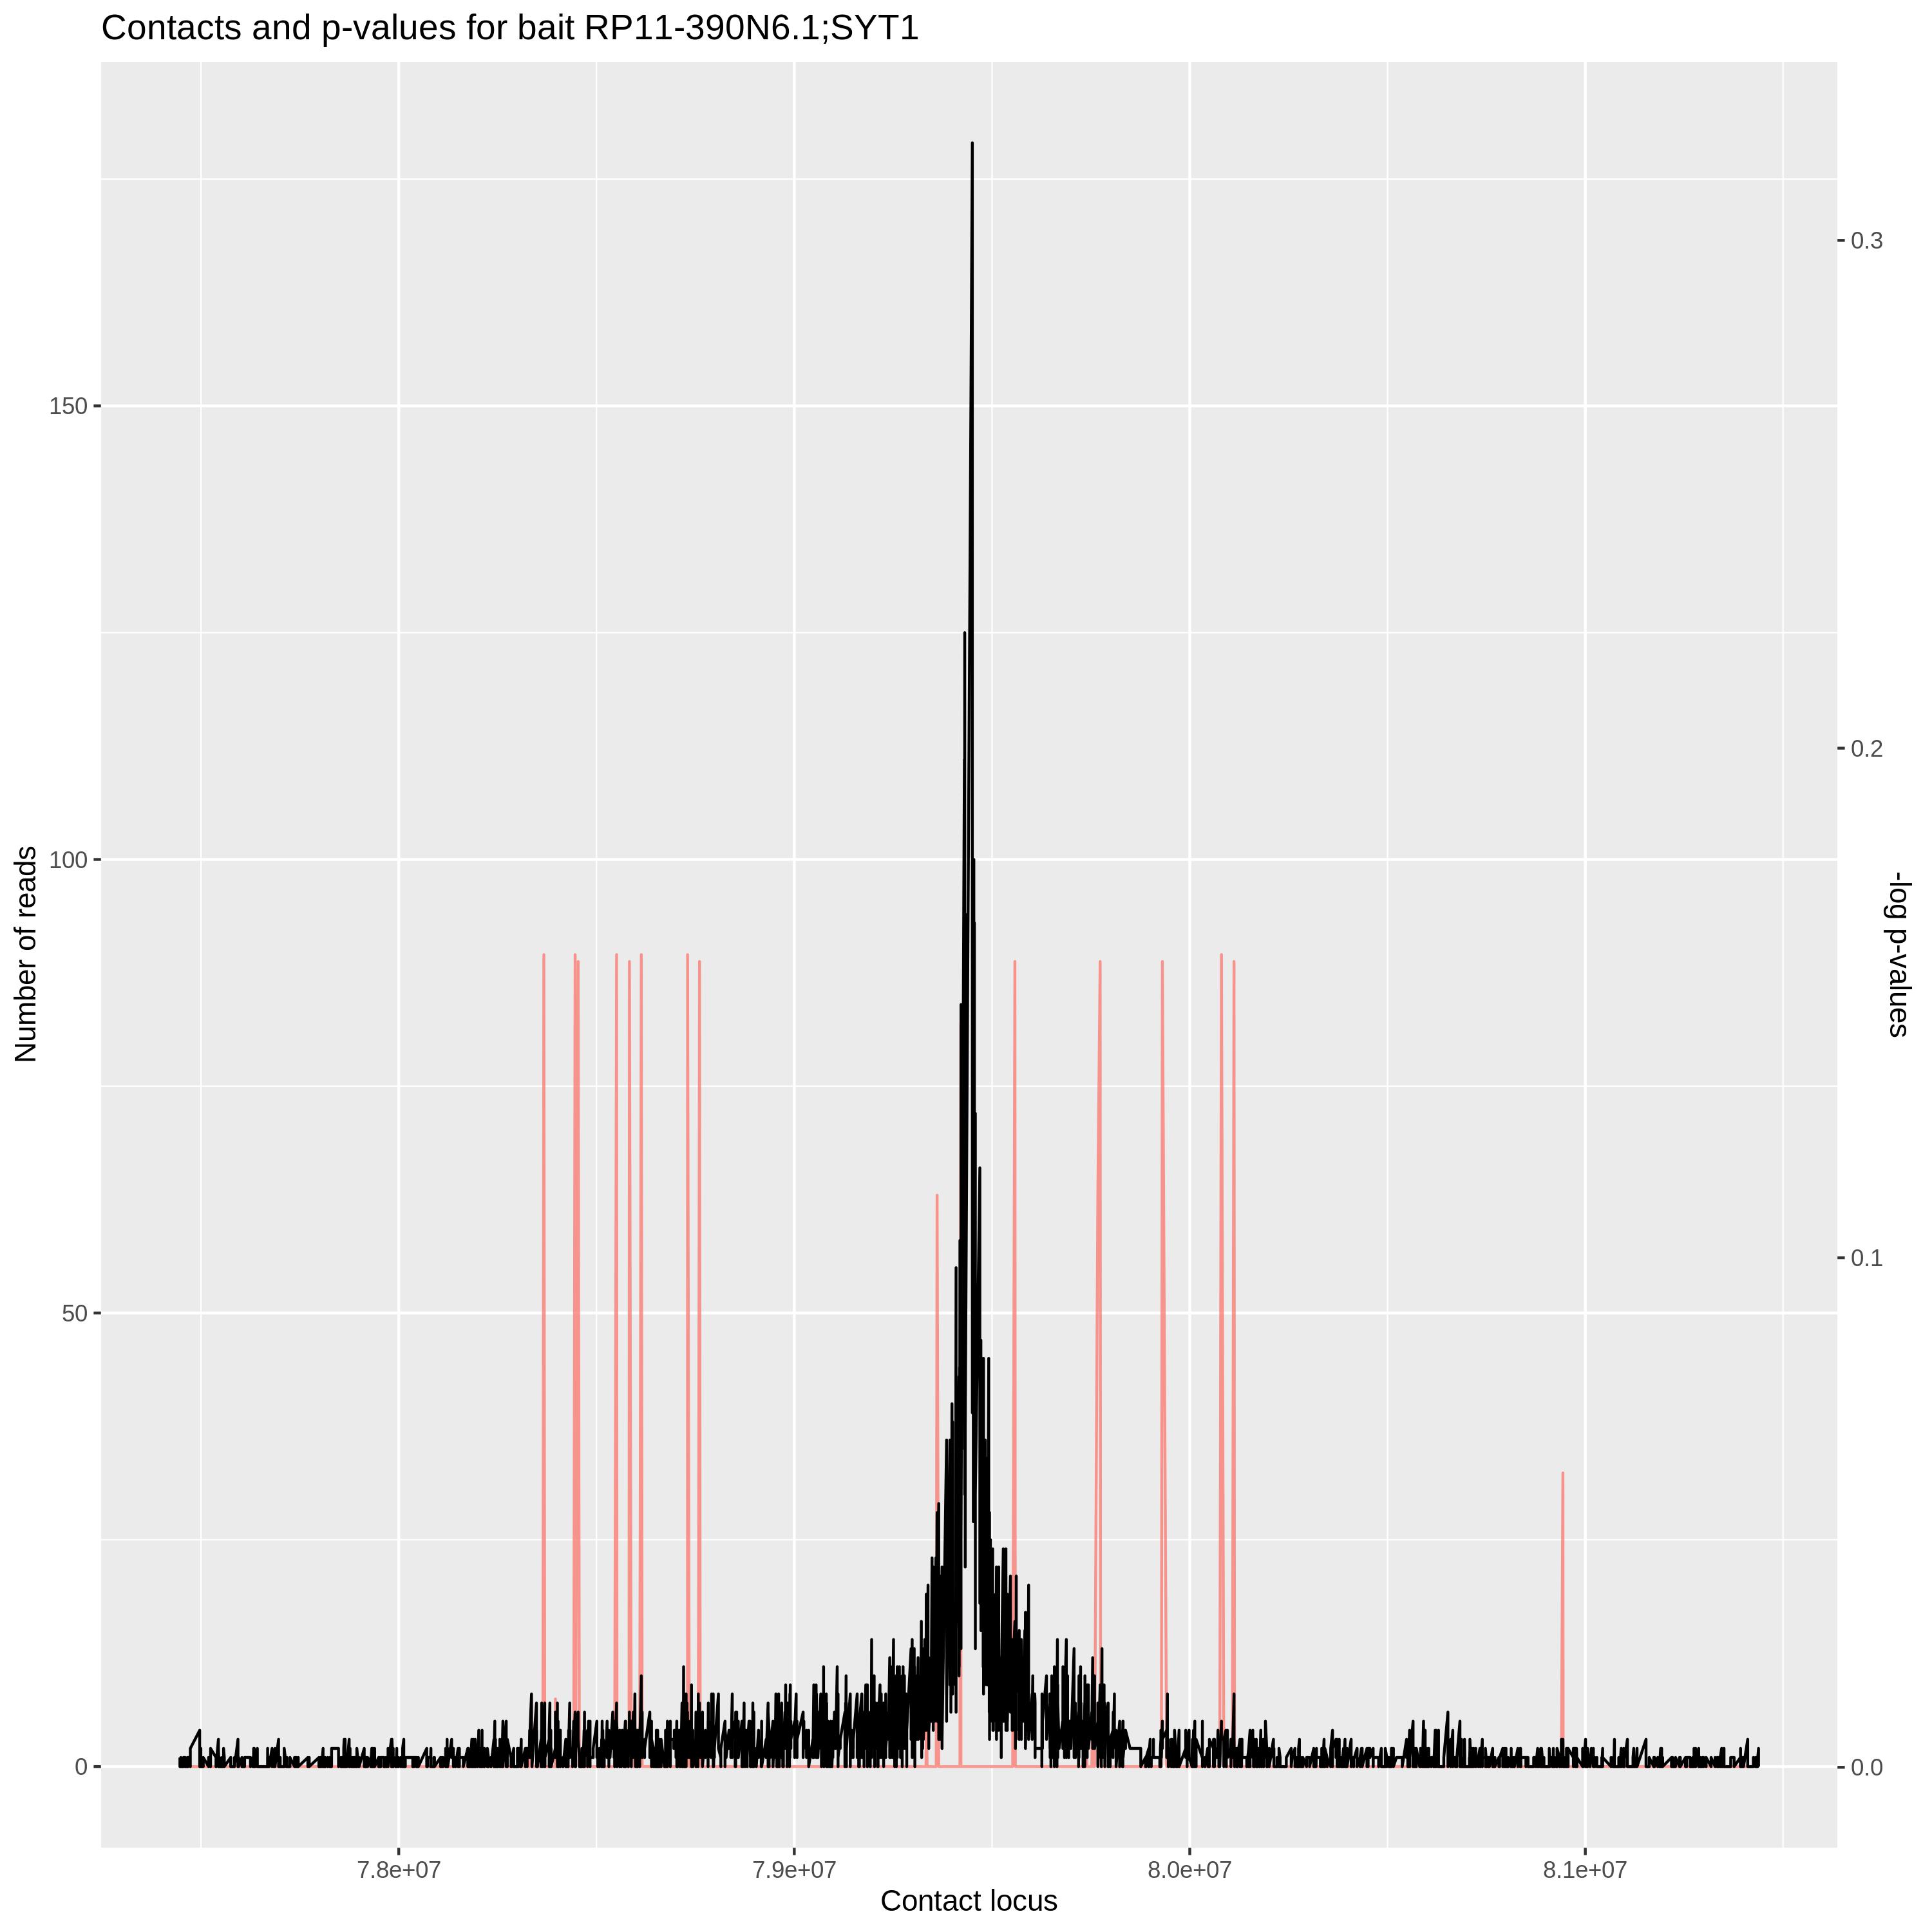 Contacts and p-values for bait RP11-390N6.1;SYT1
Number of reads
150
100
50
0
0.3
0.2
0.1
0.0
-log p-values
7.8e+07 7.9e+07 8.0e+07 8.1e+07
Contact locus